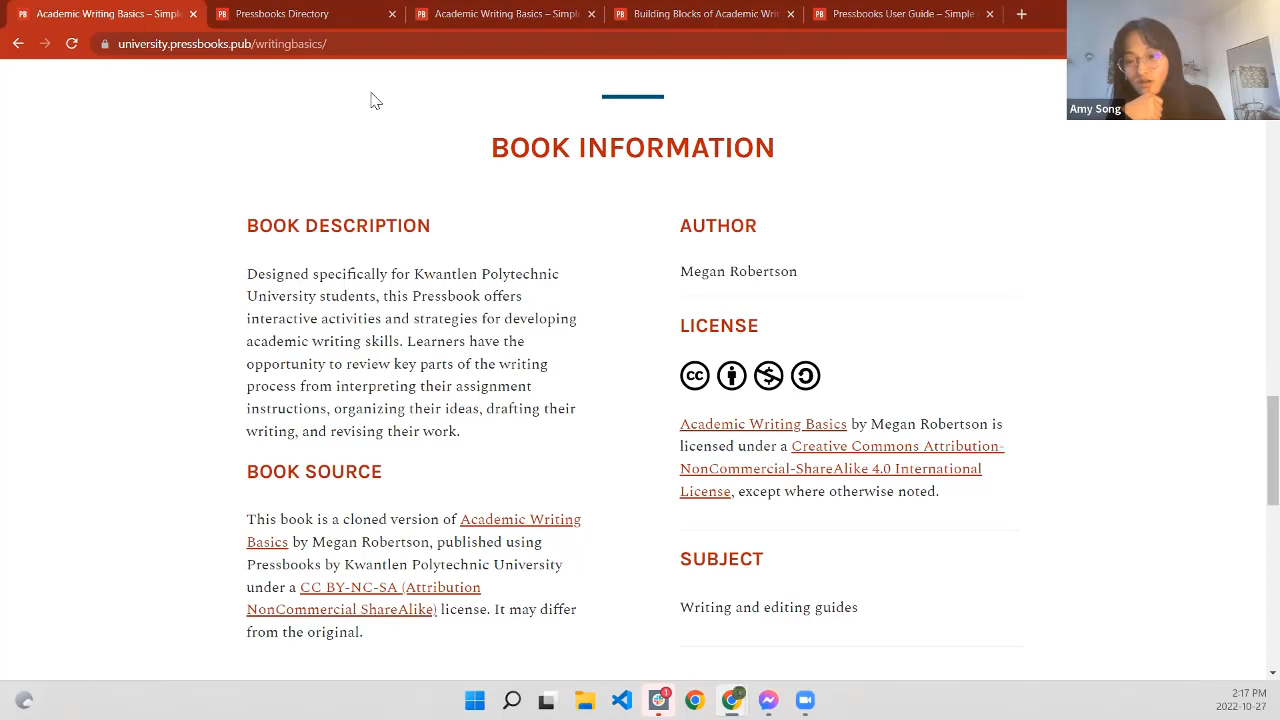 Academic Writing Basics – Simple
Pressbooks Directory
Academic Writing Basics – Simple
Building Blocks of Academic Writ
Pressbooks User Guide – Simple
university.pressbooks.pub/writingbasics/
Amy Song
BOOK INFORMATION
BOOK DESCRIPTION
Designed specifically for Kwantlen Polytechnic
University students, this Pressbook offers
interactive activities and strategies for developing
academic writing skills. Learners have the
opportunity to review key parts of the writing
process from interpreting their assignment
instructions, organizing their ideas, drafting their
writing, and revising their work.
BOOK SOURCE
This book is a cloned version of Academic Writing
Basics by Megan Robertson, published using
Pressbooks by Kwantlen Polytechnic University
under a CC BY-NC-SA (Attribution
NonCommercial ShareAlike) license. It may differ
from the original.
AUTHOR
Megan Robertson
LICENSE
Academic Writing Basics by Megan Robertson is
licensed under a Creative Commons Attribution-
NonCommercial-ShareAlike 4.0 International
License, except where otherwise noted.
SUBJECT
Writing and editing guides
2:17 PM
2022-10-27